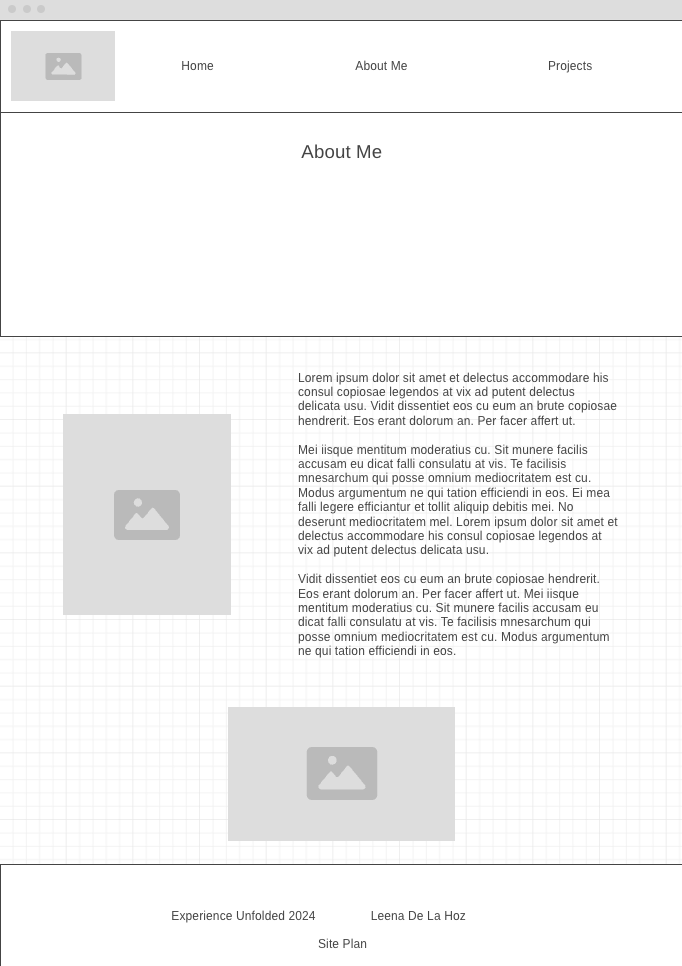 Home About Me Projects
About Me
Lorem ipsum dolor sit amet et delectus accommodare his
consul copiosae legendos at vix ad putent delectus
delicata usu. Vidit dissentiet eos cu eum an brute copiosae
hendrerit. Eos erant dolorum an. Per facer affert ut.
Mei iisque mentitum moderatius cu. Sit munere facilis
accusam eu dicat falli consulatu at vis. Te facilisis
mnesarchum qui posse omnium mediocritatem est cu.
Modus argumentum ne qui tation efficiendi in eos. Ei mea
falli legere efficiantur et tollit aliquip debitis mei. No
deserunt mediocritatem mel. Lorem ipsum dolor sit amet et
delectus accommodare his consul copiosae legendos at
vix ad putent delectus delicata usu.
Vidit dissentiet eos cu eum an brute copiosae hendrerit.
Eos erant dolorum an. Per facer affert ut. Mei iisque
mentitum moderatius cu. Sit munere facilis accusam eu
dicat falli consulatu at vis. Te facilisis mnesarchum qui
posse omnium mediocritatem est cu. Modus argumentum
ne qui tation efficiendi in eos.
Experience Unfolded 2024 Leena De La Hoz
Site Plan